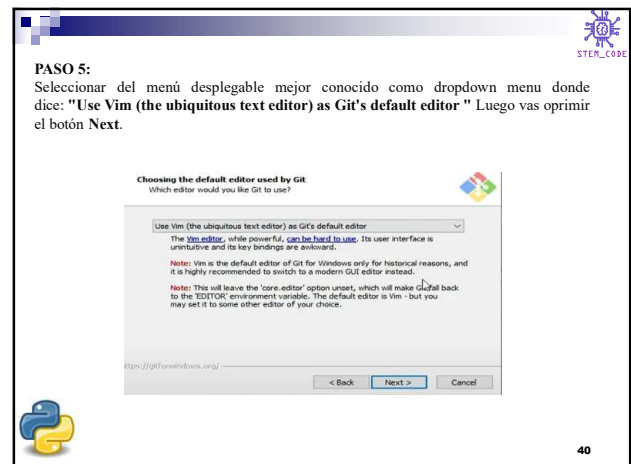 STEM_CODE
PASO 5:
Seleccionar del menú desplegable mejor conocido como dropdown menu donde
dice: "Use Vim (the ubiquitous text editor) as Git's default editor " Luego vas oprimir
el botón Next.
Choosing the default editor used by Git
Which editor would you like Git to use?
Use Vim (the ubiquitous text editor) as Git's default editor
The Vim editor, while powerful, can be hard to use. Its user interface is
unintuitive and its key bindings are awkward.
Note: Vim is the default editor of Git for Windows only for historical reasons, and
it is highly recommended to switch to a modern GUI editor instead.
Note: This will leave the 'core.editor' option unset, which will make Git fall back
to the 'EDITOR' environment variable. The default editor is Vim - but you
may set it to some other editor of your choice.
ttps://gitforwindows.org/
< Back Next > Cancel
40